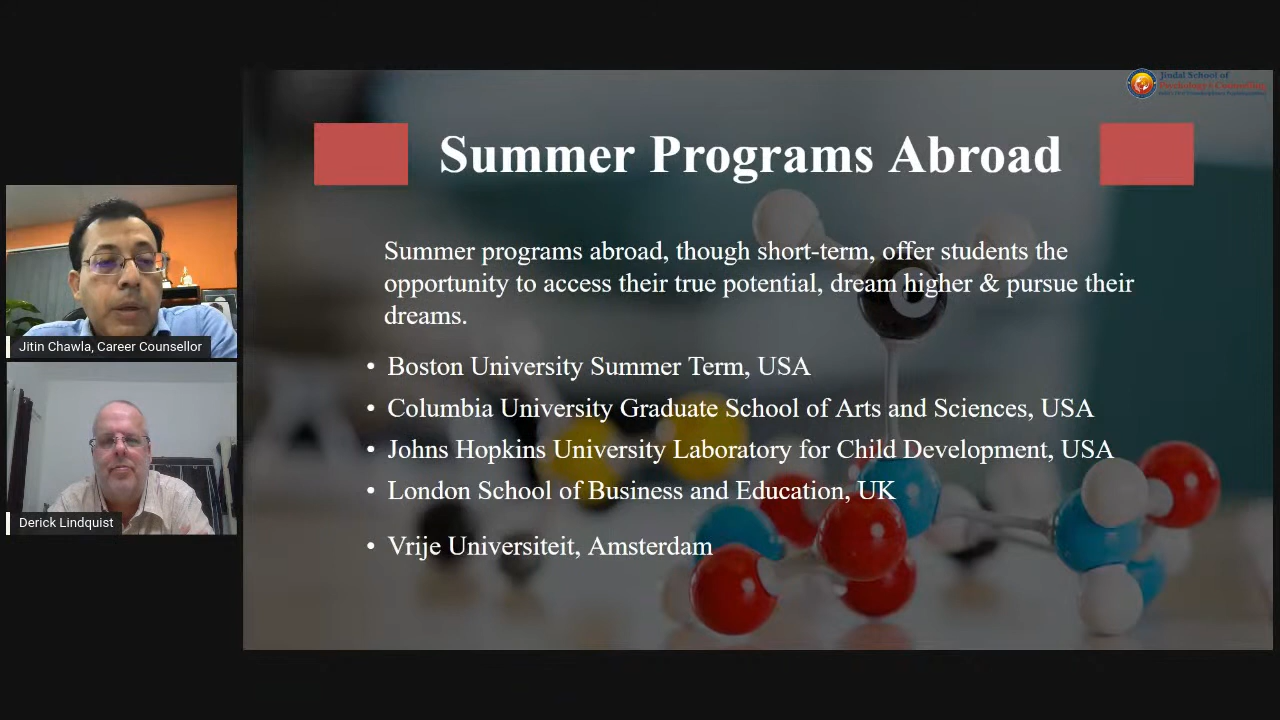 Jindal School of
Psychology & Counselling
Summer Programs Abroad
Summer programs abroad, though short-term, offer students the
opportunity to access their true potential, dream higher & pursue their
dreams.
• Boston University Summer Term, USA
• Columbia University Graduate School of Arts and Sciences, USA
• Johns Hopkins University Laboratory for Child Development, USA
• London School of Business and Education, UK
• Vrije Universiteit, Amsterdam
Jitin Chawla, Career Counsellor
Derick Lindquist